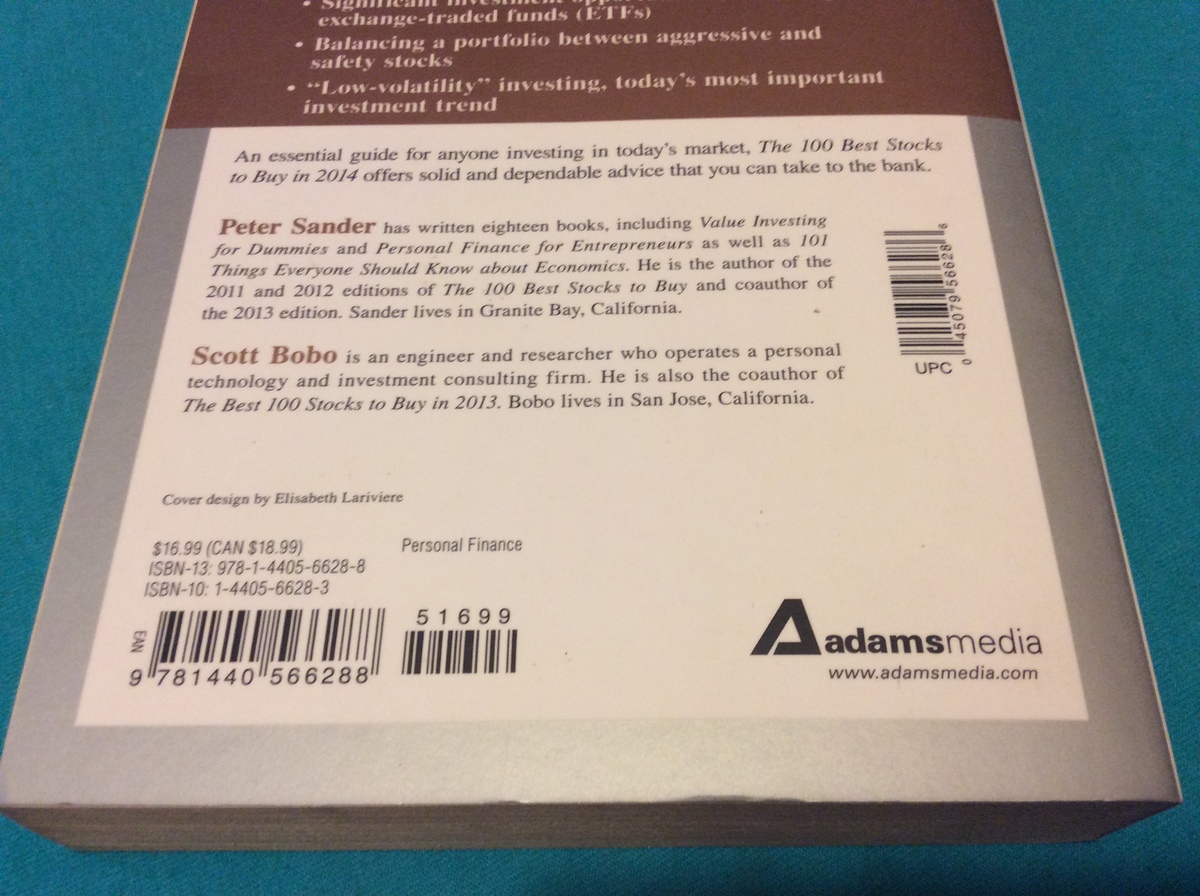 • Significant investment
exchange-traded funds (ETFs)
• Balancing a portfolio between aggressive and
safety stocks
• “Low-volatility” investing, today’s most important
investment trend
An essential guide for anyone investing in today’s market, The 100 Best Stocks
to Buy in 2014 offers solid and dependable advice that you can take to the bank.
Peter Sander has written eighteen books, including Value Investing
for Dummies and Personal Finance for Entrepreneurs as well as 101
Things Everyone Should Know about Economics. He is the author of the
2011 and 2012 editions of The 100 Best Stocks to Buy and coauthor of
the 2013 edition. Sander lives in Granite Bay, California.
Scott Bobo is an engineer and researcher who operates a personal
technology and investment consulting firm. He is also the coauthor of
The Best 100 Stocks to Buy in 2013. Bobo lives in San Jose, California.
0 45079 56628 6
UPC
Cover design by Elisabeth Lariviere
$16.99 (CAN $18.99)
Personal Finance
ISBN-13: 978-1-4405-6628-8
ISBN-10: 1-4405-6628-3
EAN
9 781440 566288
51699
adamsmedia
www.adamsmedia.com